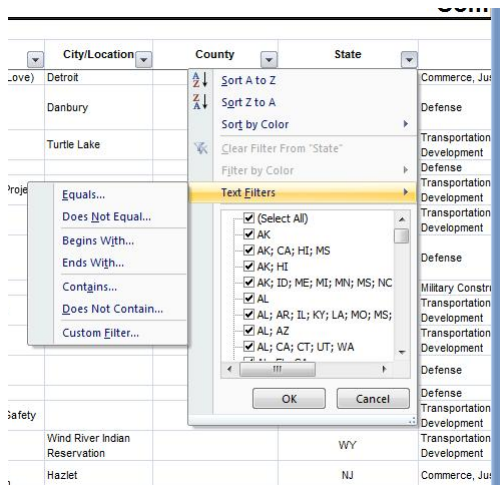 City/Location
County
State
Love)
Detroit
Commerce, Jus
Danbury
Defense
Turtle Lake
Transportation
Development
Defense
Proje
Transportation
Development
Transportation
Development
Defense
Military Constru
Transportation
Development
Transportation
Development
Defense
Defense
Safety
Transportation
Development
Wind River Indian
Reservation
WY
Transportation
Development
Hazlet
NJ
Commerce, Jus
Sort A to Z
Sort Z to A
Sort by Color
Clear Filter From "State"
Filter by Color
Text Filters
(Select All)
AK
AK; CA; HI; MS
AK; HI
AK; ID; ME; MI; MN; MS; NC
AL
AL; AR; IL; KY; LA; MO; MS;
AL; AZ
AL; CA; CT; UT; WA
OK
Cancel
Equals...
Does Not Equal...
Begins With...
Ends With...
Contains...
Does Not Contain...
Custom Filter...